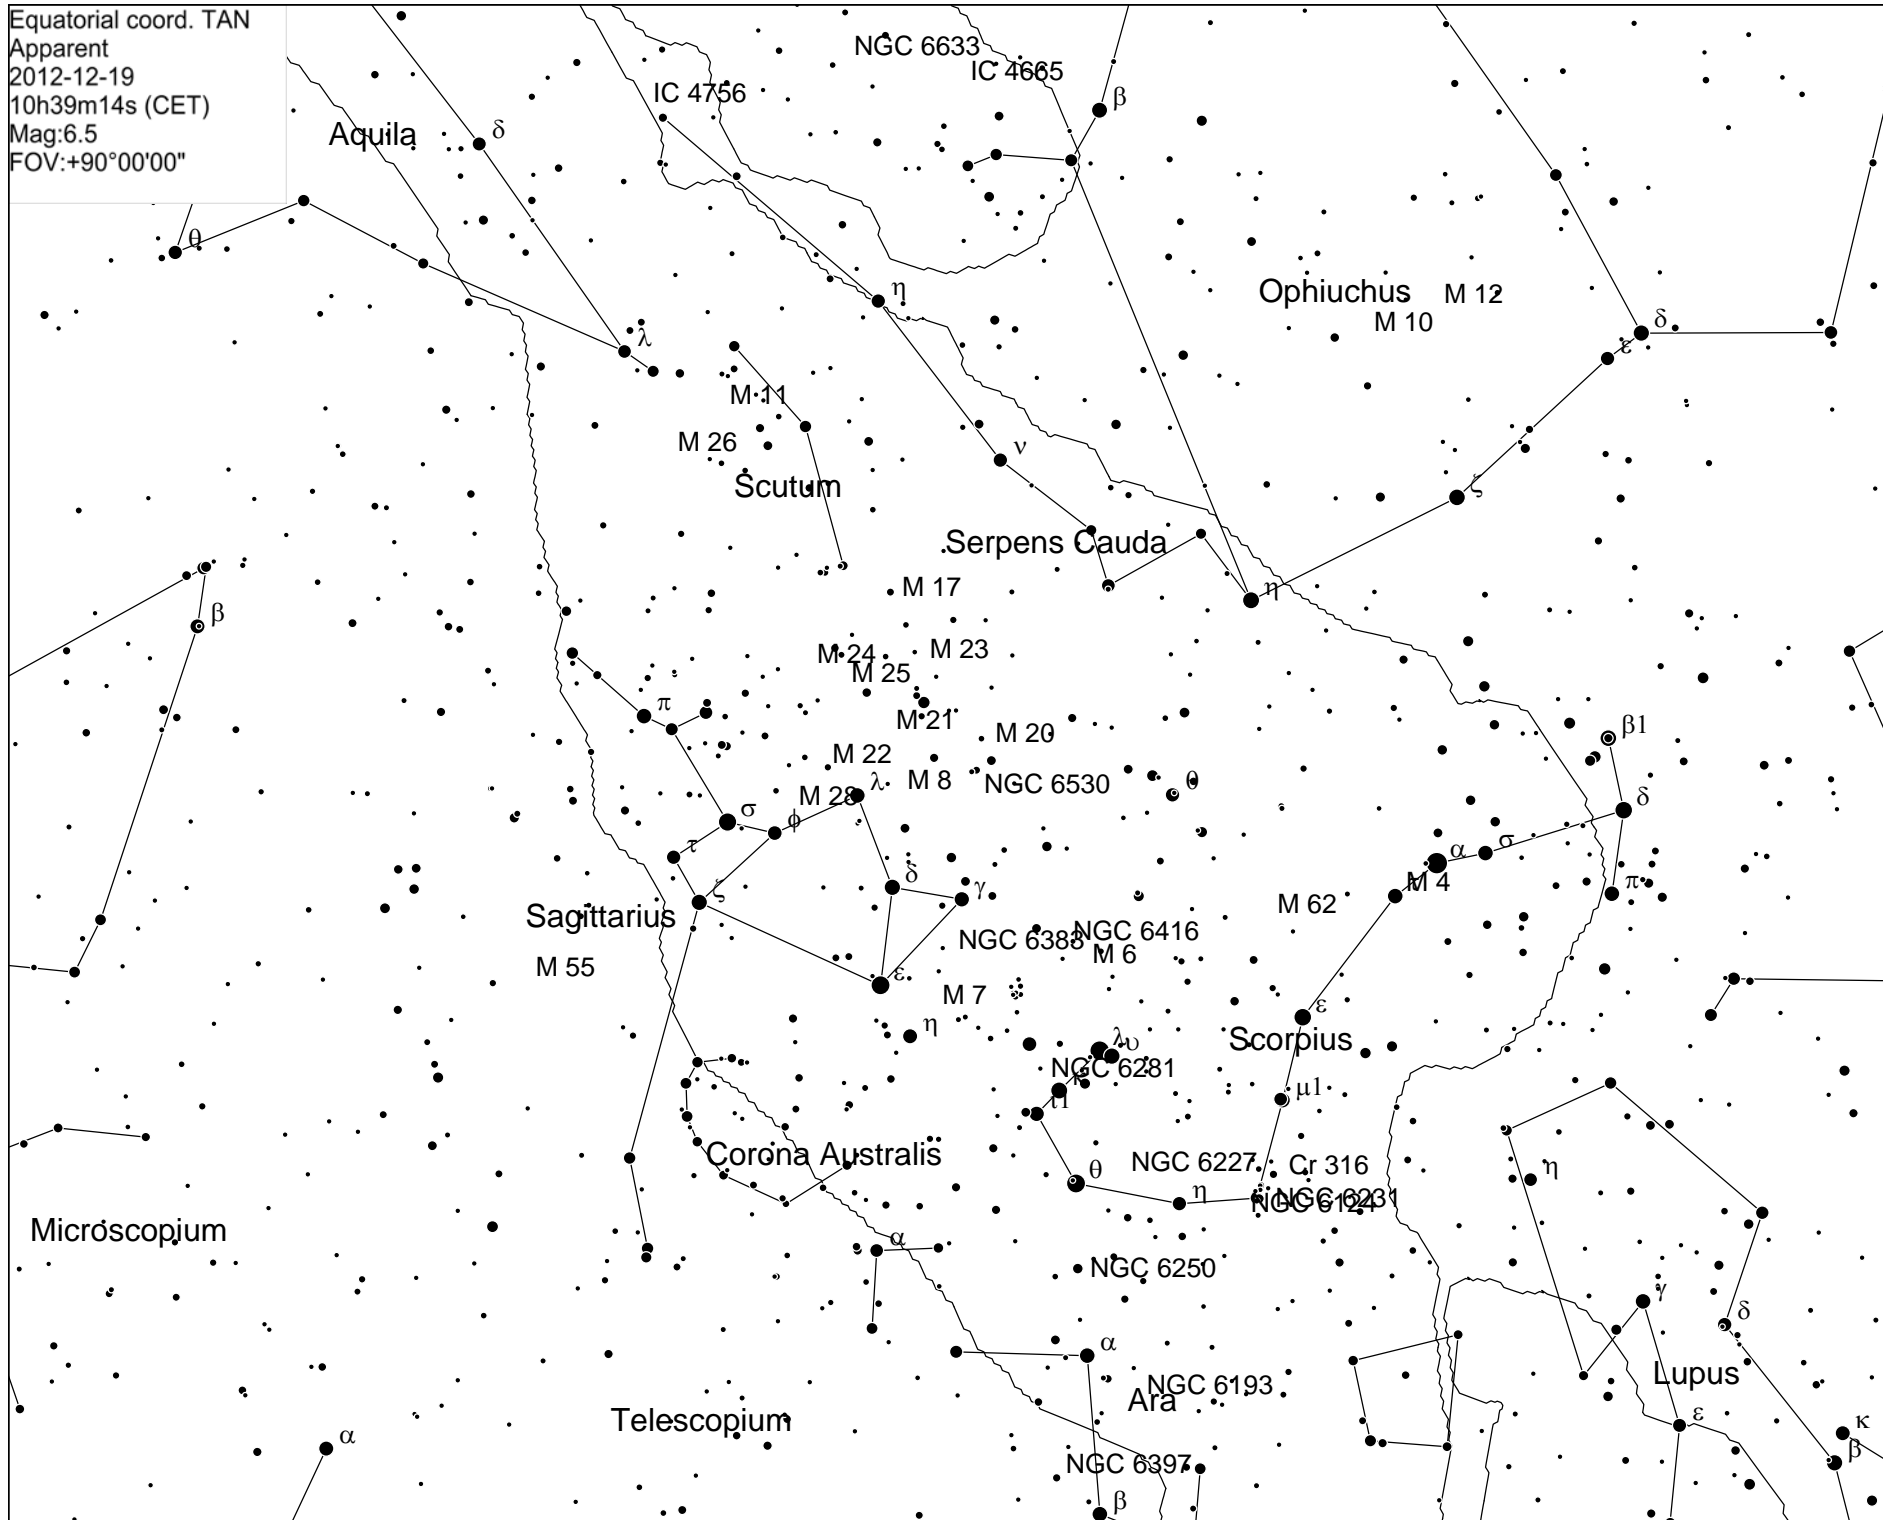 Equatorial coord. TAN
Apparent
2012-12-19
10h39m14s (CET)
Mag:6.5
FOV:+90°00'00"
NGC 6633
IC 4665
IC 4756
β
Aquila
δ
θ
η
Ophiuchus
M 12
M 10
δ
ε
λ
M 11
M 26
ν
Scutum
ζ
Serpens Cauda
M 17
η
β
M 24
M 23
M 25
π
M 21
β1
M 20
M 22
M 8
NGC 6530
θ
λ
M 28
δ
σ
φ
τ
α
σ
M 4
π
δ
γ
ζ
M 62
Sagittarius
NGC 6383
NGC 6416
M 6
M 55
ε
M 7
ε
η
Scorpius
λ
υ
NGC 6281
κ
μ1
ι1
Corona Australis
NGC 6227
Cr 316
θ
η
η
NGC 6231
NGC 6124
Microscopium
α
NGC 6250
γ
δ
α
Lupus
NGC 6193
Ara
Telescopium
ε
κ
α
β
NGC 6397
β